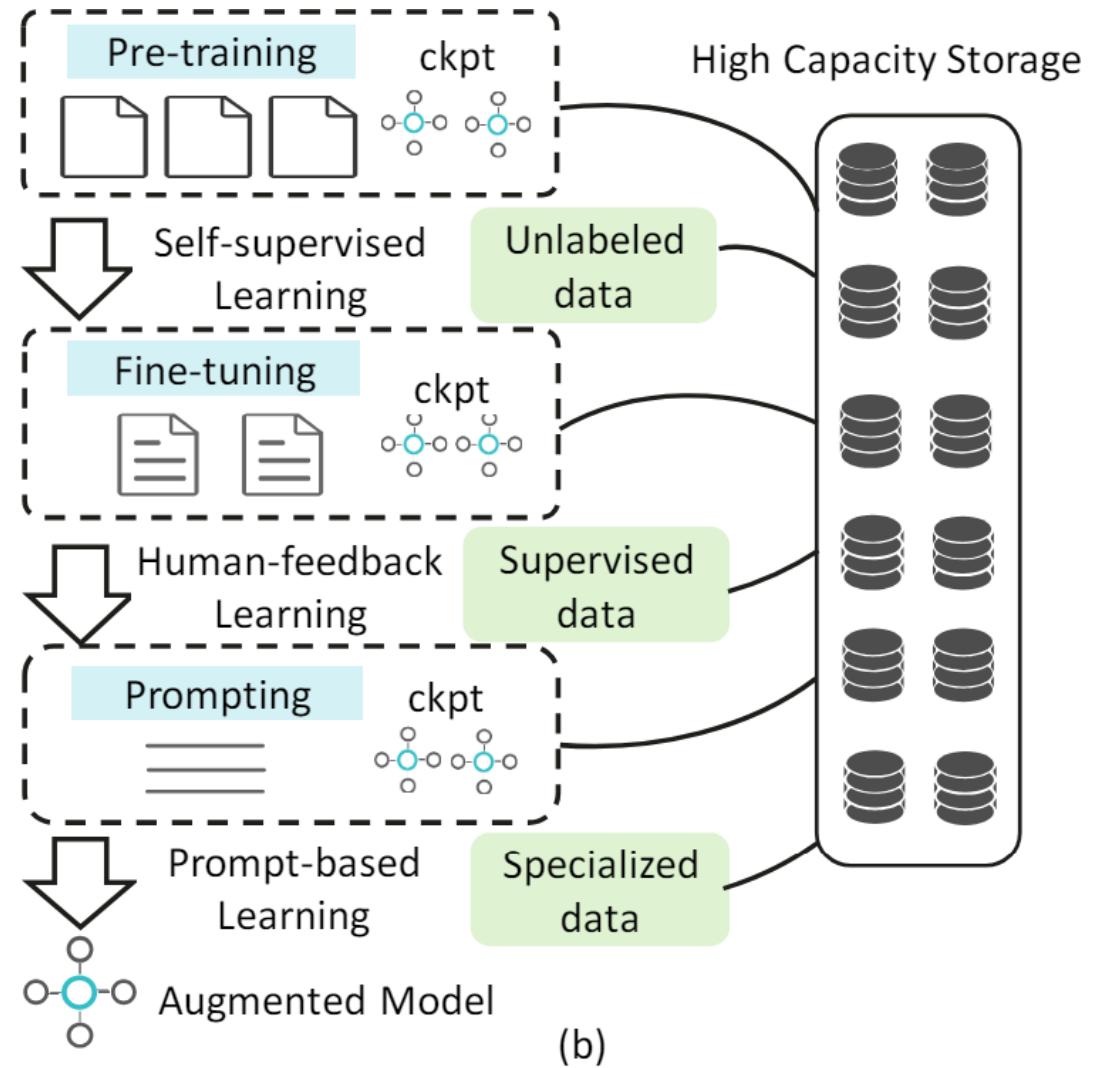 Pre-training
ckpt
High Capacity Storage
Self-supervised
Learning
Unlabeled
data
Fine-tuning
ckpt
Human-feedback
Learning
Supervised
data
Prompting
ckpt
Prompt-based
Learning
Specialized
data
Augmented Model
(b)